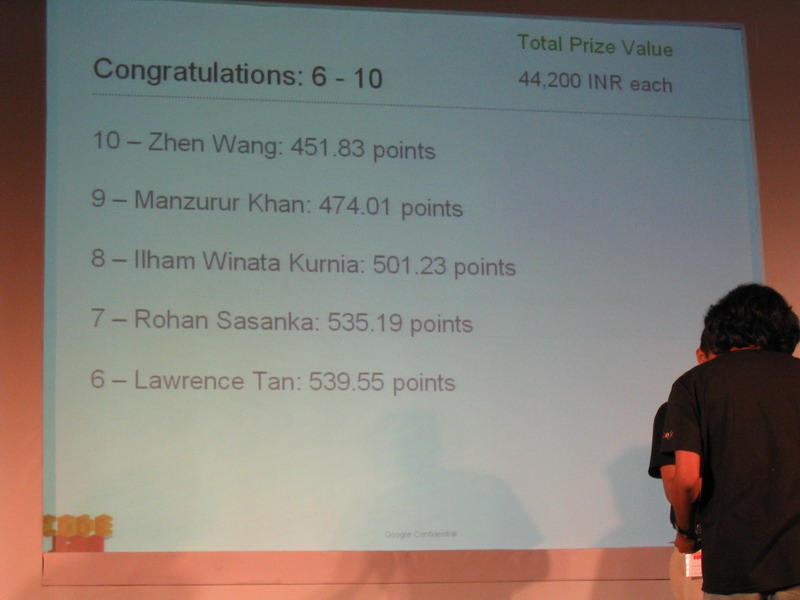 Total Prize Value
Congratulations: 6 - 10
44,200 INR each
10 – Zhen Wang: 451.83 points
9 – Manzurur Khan: 474.01 points
8 – Ilham Winata Kurnia: 501.23 points
7 – Rohan Sasanka: 535.19 points
6 – Lawrence Tan: 539.55 points
CODE
Google Confidential